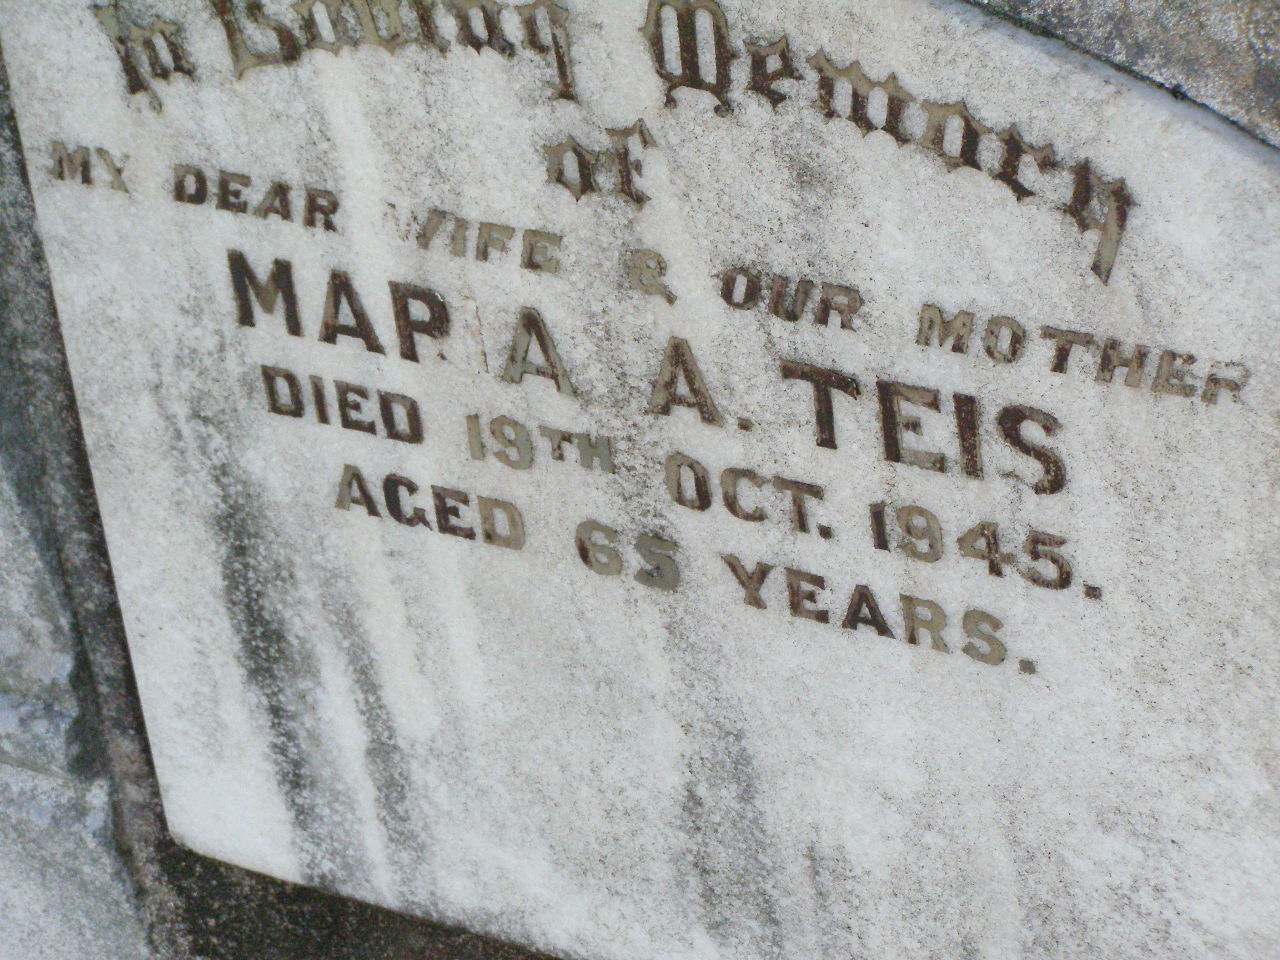 In Loving Memory
of
MY DEAR WIFE & OUR MOTHER
MARIA A. TEIS
DIED 19TH OCT. 1945.
AGED 65 YEARS.